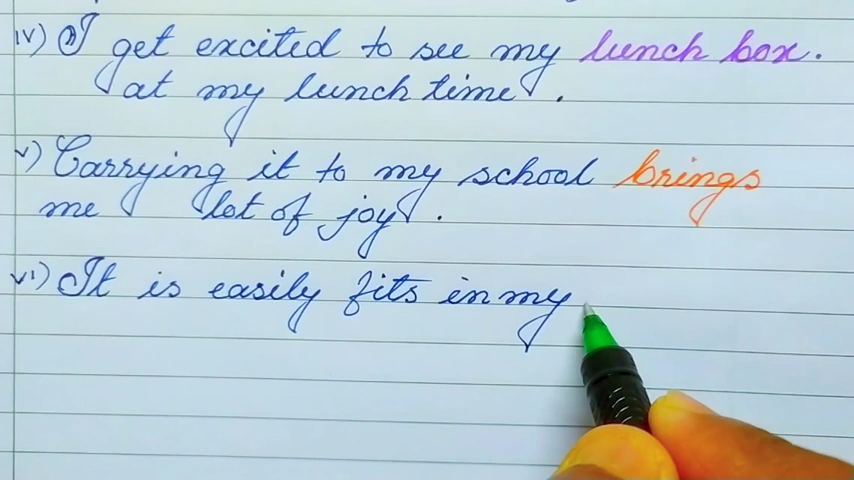 iv) I get excited to see my lunch box.
at my lunch time.
v) Carrying it to my school brings
me lot of joy.
vi) It is easily fits in my